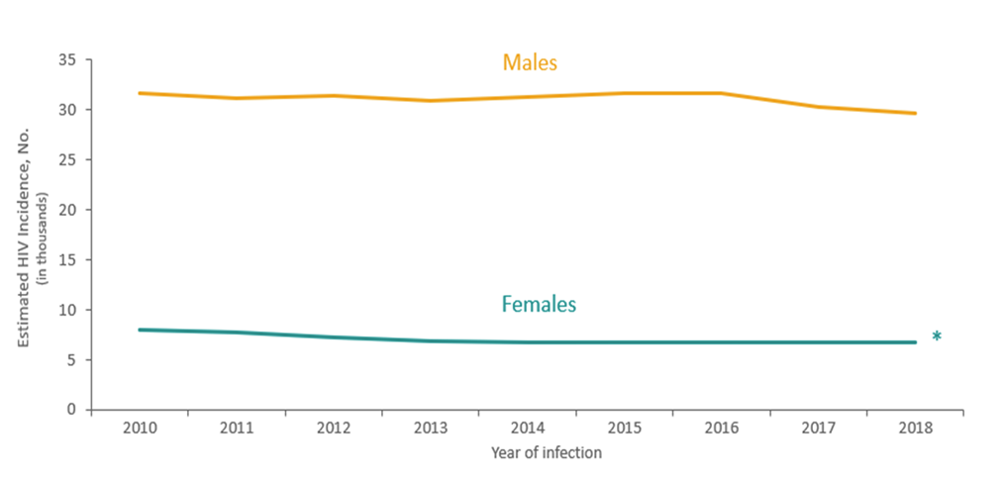 Males
35
30
25
20
15
10
5
0
Estimated HIV Incidence, No.
(in thousands)
Females
*
2010 2011 2012 2013 2014 2015 2016 2017 2018
Year of infection